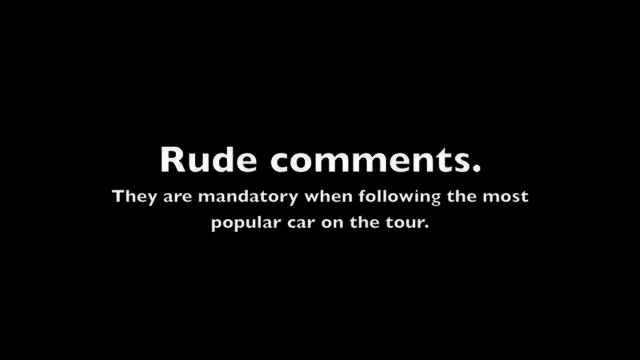 Rude comments.
They are mandatory when following the most
popular car on the tour.